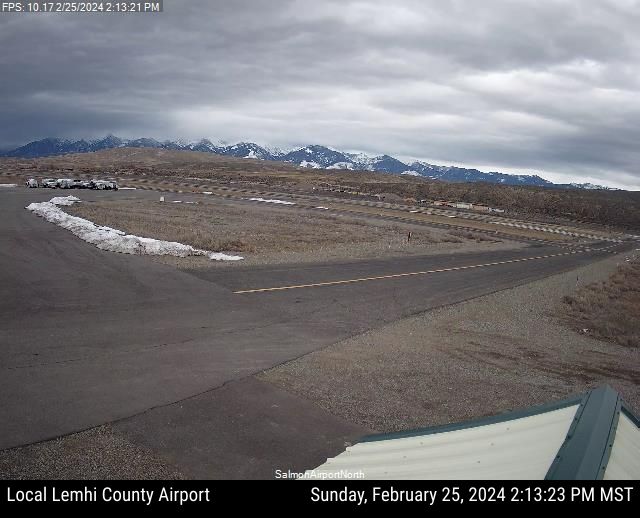 FPS: 10.17 2/25/2024 2:13:21 PM
SalmonAirportNorth
Local Lemhi County Airport
Sunday, February 25, 2024 2:13:23 PM MST